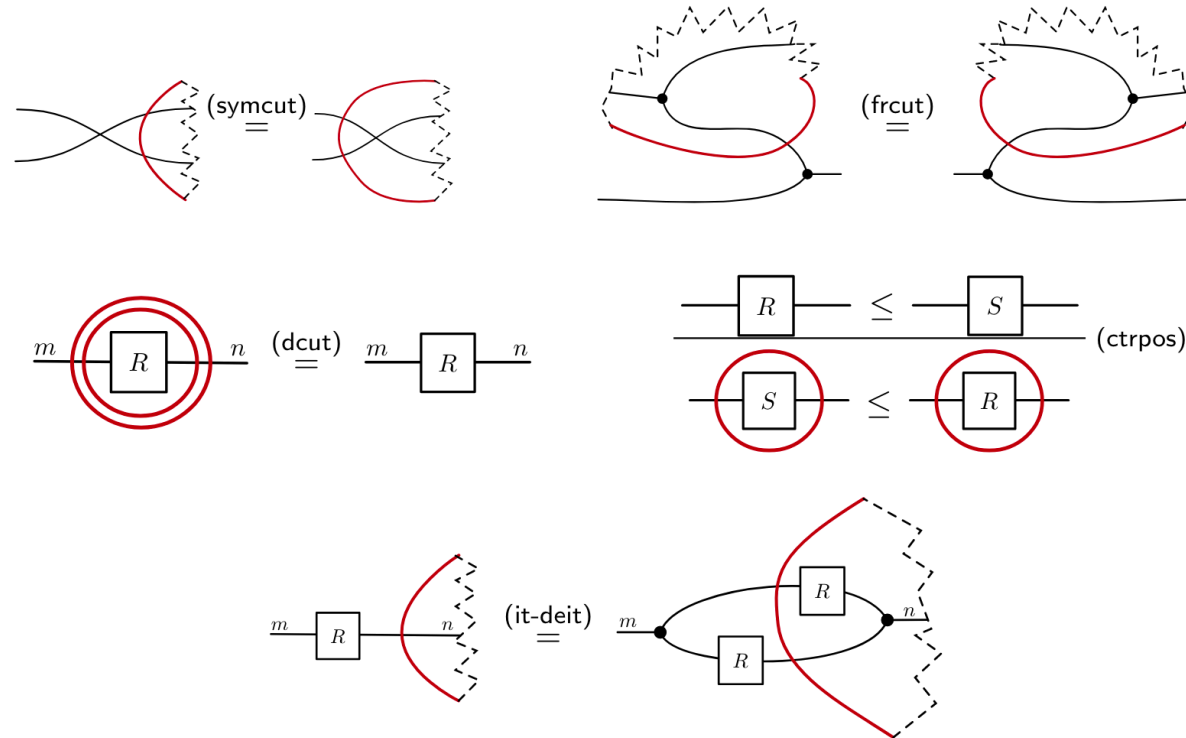 (symcut)
=
(frcut)
=
m R n (dcut) = m R n
R ≤ S
(ctrpos)
S ≤ R
m R n (it-deit) = m R R n